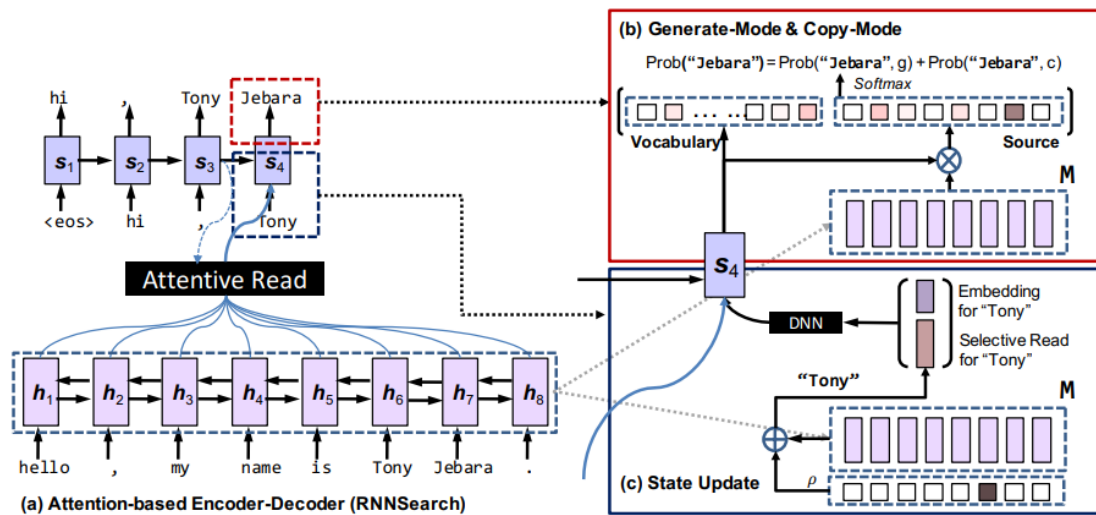 hi , Tony Jebara
s1 s2 s3 s4
<eos> hi , Tony
Attentive Read
h1 h2 h3 h4 h5 h6 h7 h8
hello , my name is Tony Jebara .
(a) Attention-based Encoder-Decoder (RNNSearch)
(b) Generate-Mode & Copy-Mode
Prob(“Jebara”) = Prob(“Jebara”, g) + Prob(“Jebara”, c)
Softmax
... ...
Vocabulary Source
M
s4
DNN
Embedding
for “Tony”
Selective Read
for “Tony”
“Tony”
M
ρ
(c) State Update